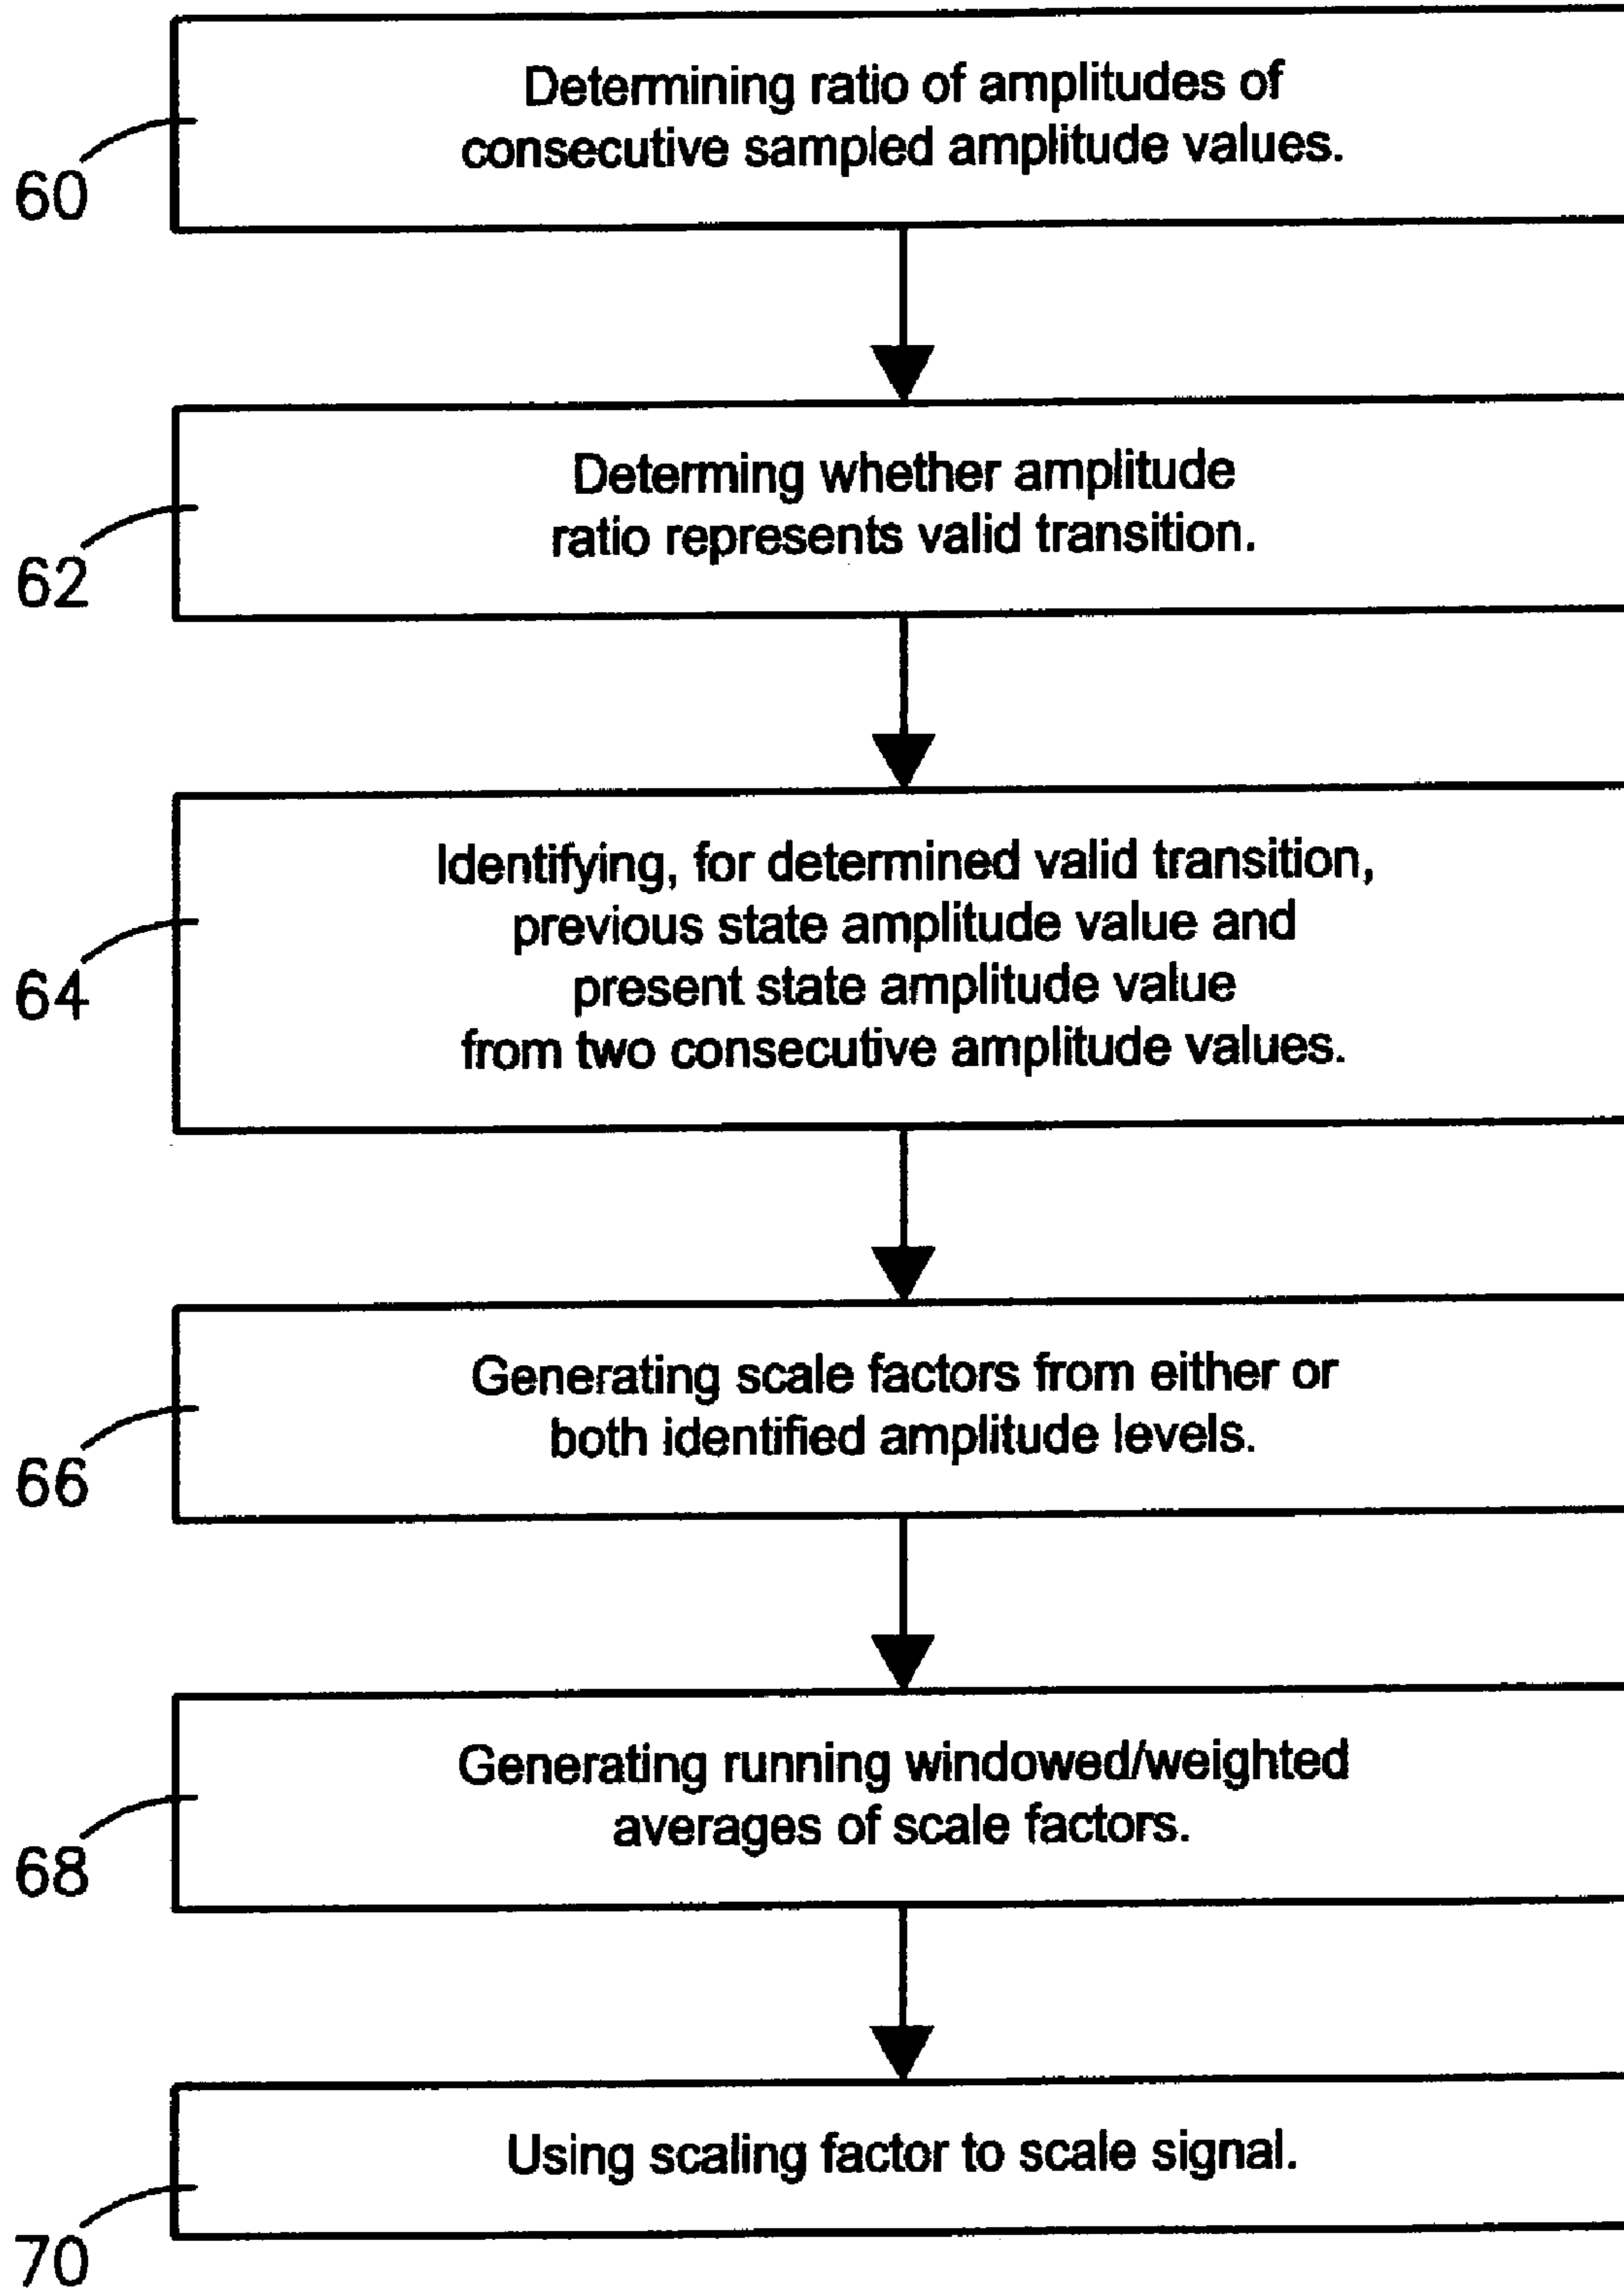 Determining ratio of amplitudes of
consecutive sampled amplitude values.
60
Determing whether amplitude
ratio represents valid transition.
62
Identifying, for determined valid transition,
previous state amplitude value and
present state amplitude value
from two consecutive amplitude values.
64
Generating scale factors from either or
both identified amplitude levels.
66
Generating running windowed/weighted
averages of scale factors.
68
Using scaling factor to scale signal.
70